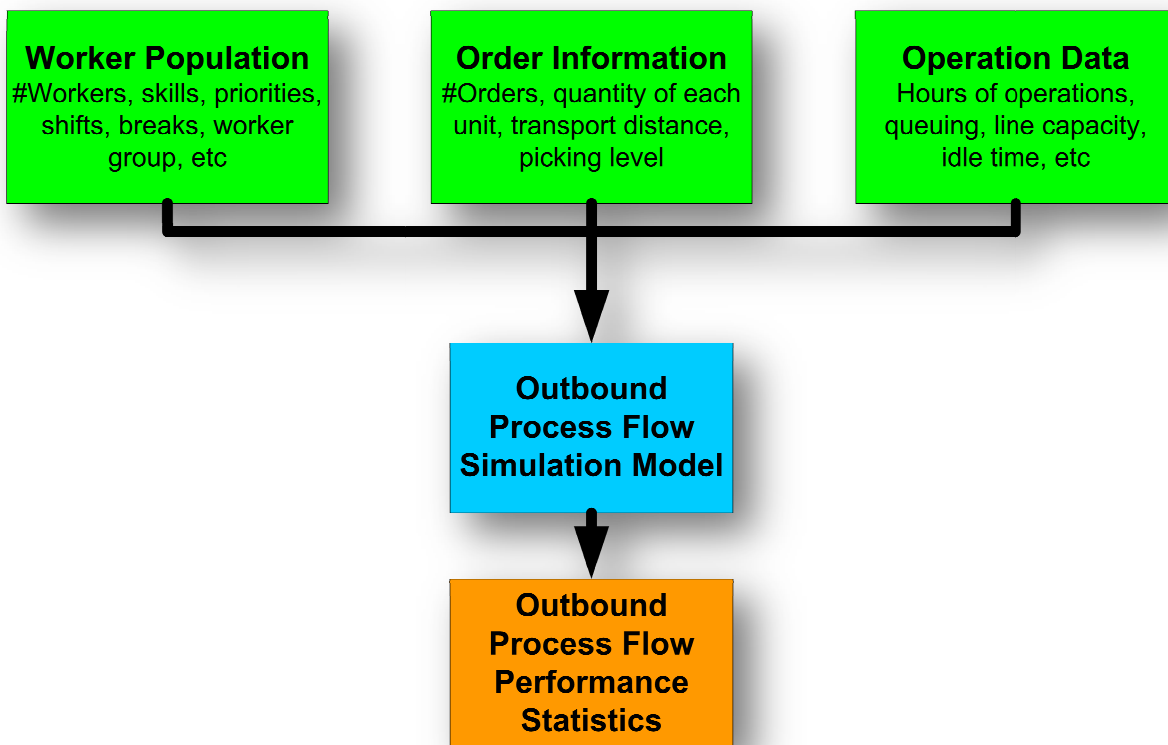 Worker Population
#Workers, skills, priorities,
shifts, breaks, worker
group, etc
Order Information
#Orders, quantity of each
unit, transport distance,
picking level
Operation Data
Hours of operations,
queuing, line capacity,
idle time, etc
Outbound
Process Flow
Simulation Model
Outbound
Process Flow
Performance
Statistics